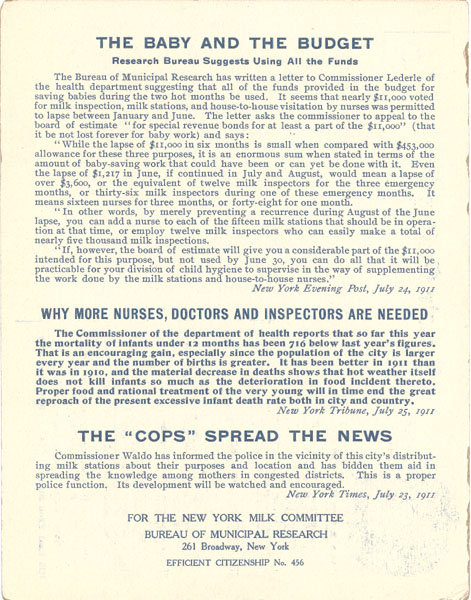 THE BABY AND THE BUDGET
Research Bureau Suggests Using All the Funds
The Bureau of Municipal Research has written a letter to Commissioner Lederle of
the health department suggesting that all of the funds provided in the budget for
saving babies during the two hot months be used. It seems that nearly $11,000 voted
for milk inspection, milk stations, and house-to-house visitation by nurses was permitted
to lapse between January and June. The letter asks the commissioner to appeal to the
board of estimate "for special revenue bonds for at least a part of the $11,000" (that
it be not lost forever for baby work) and says:
"While the lapse of $11,000 in six months is small when compared with $453,000
allowance for these three purposes, it is an enormous sum when stated in terms of the
amount of baby-saving work that could have been or can yet be done with it. Even
the lapse of $1,217 in June, if continued in July and August, would mean a lapse of
over $3,600, or the equivalent of twelve milk inspectors for the three emergency
months, or thirty-six milk inspectors during one of these emergency months. It
means sixteen nurses for three months, or forty-eight for one month.
"In other words, by merely preventing a recurrence during August of the June
lapse, you can add a nurse to each of the fifteen milk stations that should be in opera-
tion at that time, or employ twelve milk inspectors who can easily make a total of
nearly five thousand milk inspections.
"If, however, the board of estimate will give you a considerable part of the $11,000
intended for this purpose, but not used by June 30, you can do all that it will be
practicable for your division of child hygiene to supervise in the way of supplementing
the work done by the milk stations and house-to-house nurses."
New York Evening Post, July 24, 1911
WHY MORE NURSES, DOCTORS AND INSPECTORS ARE NEEDED
The Commissioner of the department of health reports that so far this year
the mortality of infants under 12 months has been 716 below last year's figures.
That is an encouraging gain, especially since the population of the city is larger
every year and the number of births is greater. It has been better in 1911 than
it was in 1910, and the material decrease in deaths shows that hot weather itself
does not kill infants so much as the deterioration in food incident thereto.
Proper food and rational treatment of the very young will in time end the great
reproach of the present excessive infant death rate both in city and country.
New York Tribune, July 25, 1911
THE "COPS" SPREAD THE NEWS
Commissioner Waldo has informed the police in the vicinity of this city's distribut-
ing milk stations about their purposes and location and has bidden them aid in
spreading the knowledge among mothers in congested districts. This is a proper
police function. Its development will be watched and encouraged.
New York Times, July 23, 1911
FOR THE NEW YORK MILK COMMITTEE
BUREAU OF MUNICIPAL RESEARCH
261 Broadway, New York
EFFICIENT CITIZENSHIP No. 456